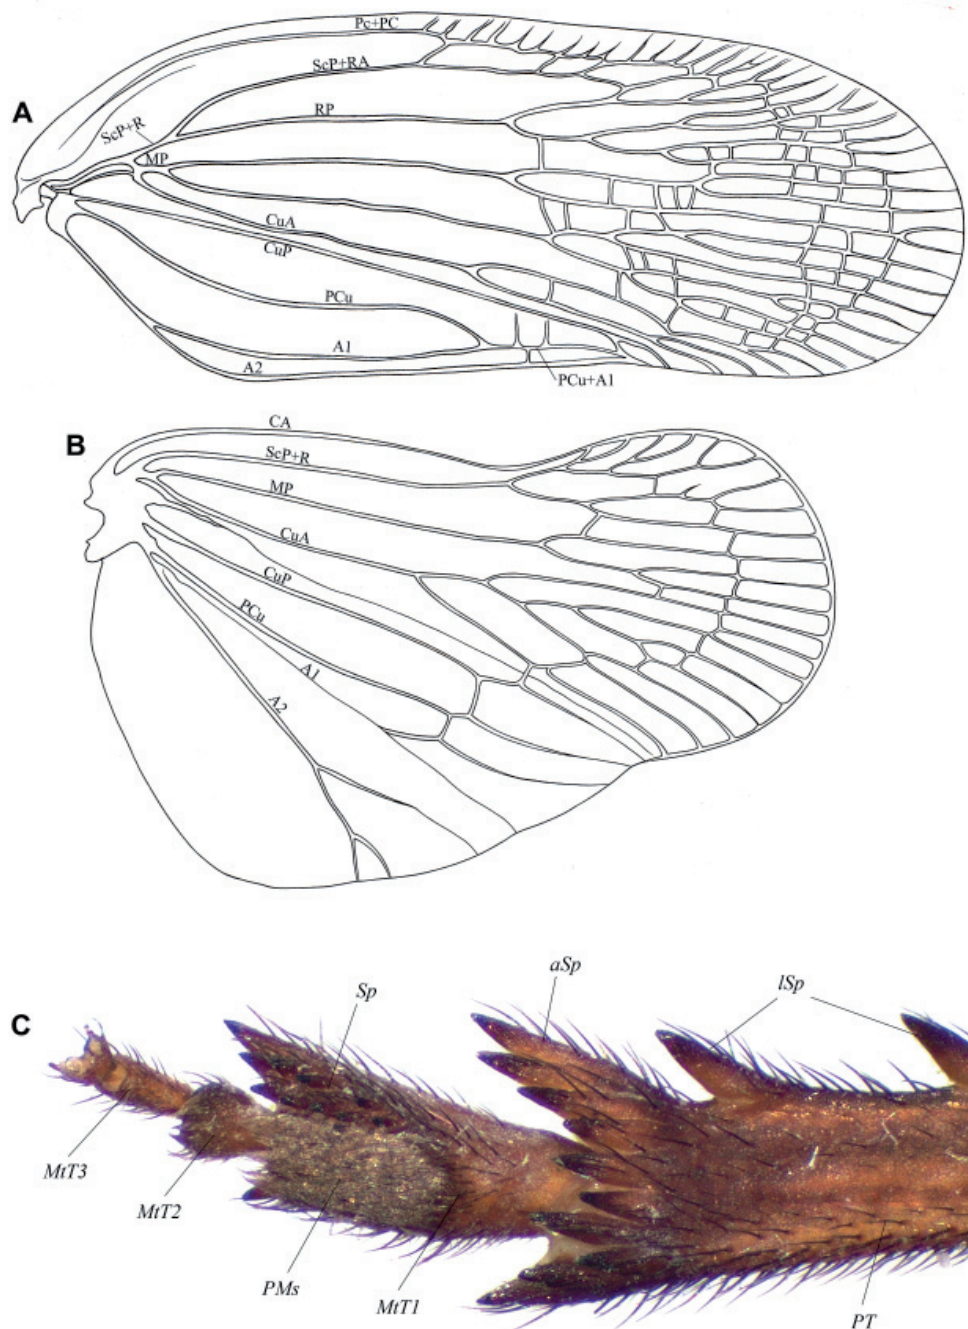 A
Pc+PC
ScP+RA
ScP+R
RP
MP
CuA
CuP
PCu
A1
A2
PCu+A1
B
CA
ScP+R
MP
CuA
CuP
PCu
A1
A2
C
Sp
aSp
lSp
MtT3
MtT2
PMs
MtT1
PT